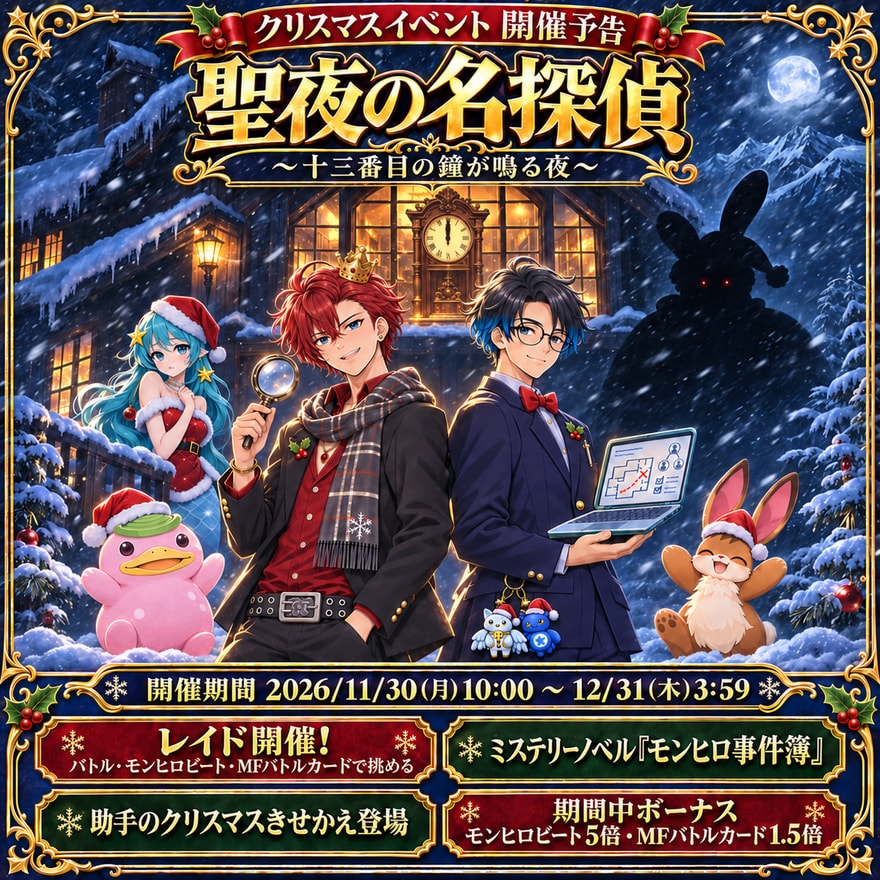 クリスマスイベント 開催予告
聖夜の名探偵
～十三番目の鐘が鳴る夜～
開催期間 2026/11/30(月)10:00 ～ 12/31(木)3:59
レイド開催！
バトル・モンヒロビート・MFバトルカードで挑める
ミステリーノベル『モンヒロ事件簿』
助手のクリスマスきせかえ登場
期間中ボーナス
モンヒロビート5倍・MFバトルカード1.5倍